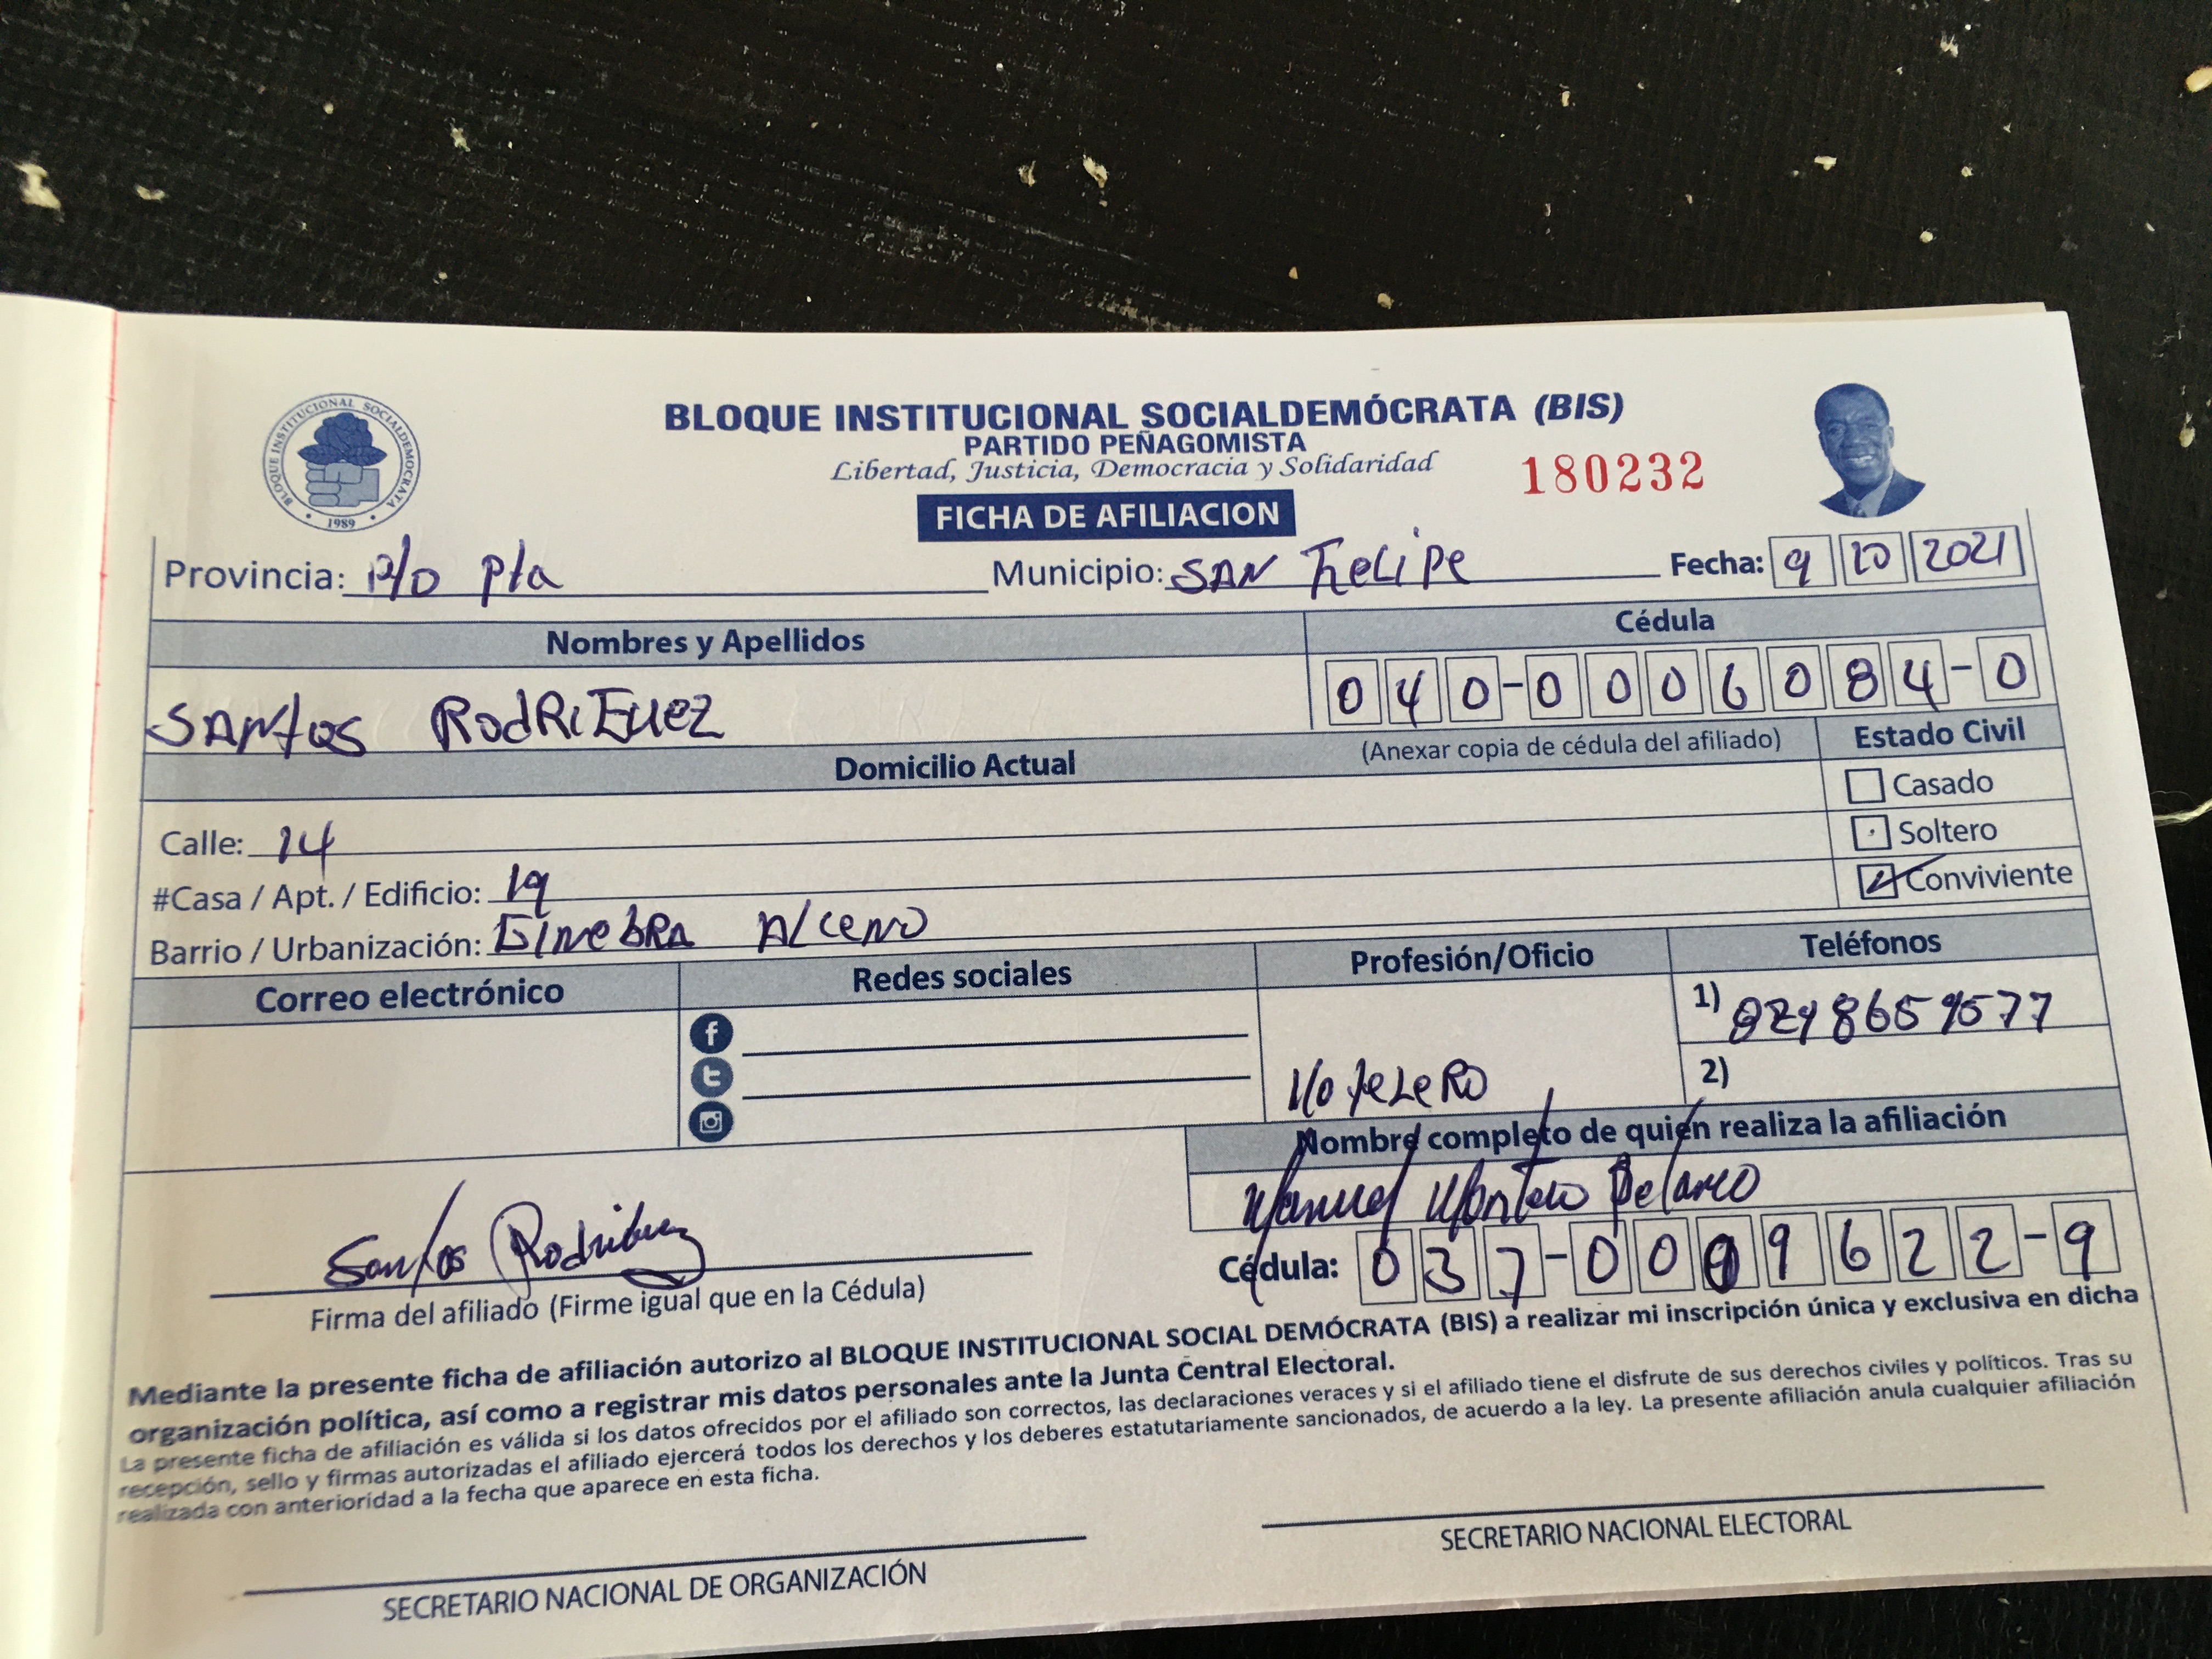 BLOQUE INSTITUCIONAL SOCIALDEMÓCRATA
1989
BLOQUE INSTITUCIONAL SOCIALDEMÓCRATA (BIS)
PARTIDO PEÑAGOMISTA
Libertad, Justicia, Democracia y Solidaridad
180232
FICHA DE AFILIACION
Provincia: P/o Pta Municipio: SAN Felipe Fecha: 9 10 2021
Nombres y Apellidos Cédula
SANtos RodRiGuez 040-0006084-0
Domicilio Actual (Anexar copia de cédula del afiliado) Estado Civil
Casado
Calle: 14 Soltero
#Casa / Apt. / Edificio: 19 Conviviente
Barrio / Urbanización: GINebRA
Correo electrónico Redes sociales Profesión/Oficio Teléfonos
1)
2)
HoteLeRO
Nombre completo de quién realiza la afiliación
Manuel Montero
Santos Rodriguez
Cédula: 037-0009622-9
Firma del afiliado (Firme igual que en la Cédula)
Mediante la presente ficha de afiliación autorizo al BLOQUE INSTITUCIONAL SOCIAL DEMÓCRATA (BIS) a realizar mi inscripción única y exclusiva en dicha
organización política, así como a registrar mis datos personales ante la Junta Central Electoral.
La presente ficha de afiliación es válida si los datos ofrecidos por el afiliado son correctos, las declaraciones veraces y si el afiliado tiene el disfrute de sus derechos civiles y políticos. Tras su
recepción, sello y firmas autorizadas el afiliado ejercerá todos los derechos y los deberes estatutariamente sancionados, de acuerdo a la ley. La presente afiliación anula cualquier afiliación
realizada con anterioridad a la fecha que aparece en esta ficha.
SECRETARIO NACIONAL DE ORGANIZACIÓN SECRETARIO NACIONAL ELECTORAL